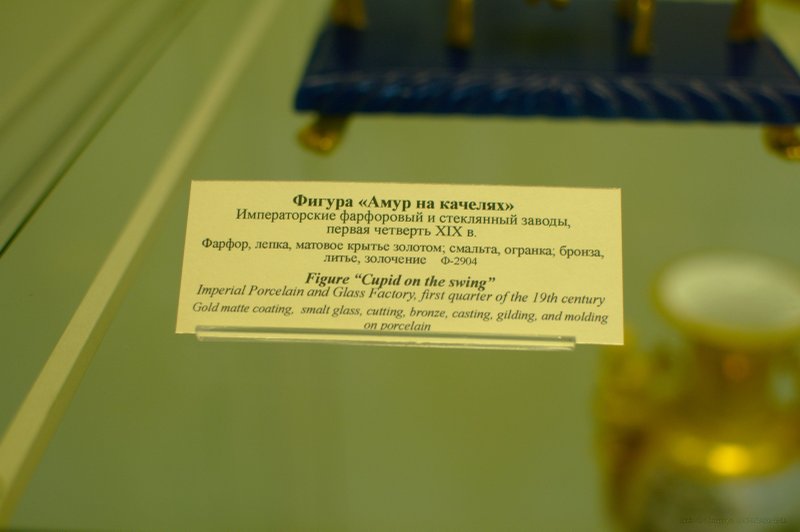 Фигура «Амур на качелях»
Императорские фарфоровый и стеклянный заводы,
первая четверть XIX в.
Фарфор, лепка, матовое крытье золотом; смальта, огранка; бронза,
литье, золочение Ф-2904
Figure “Cupid on the swing”
Imperial Porcelain and Glass Factory, first quarter of the 19th century
Gold matte coating, smalt glass, cutting, bronze, casting, gilding, and molding
on porcelain